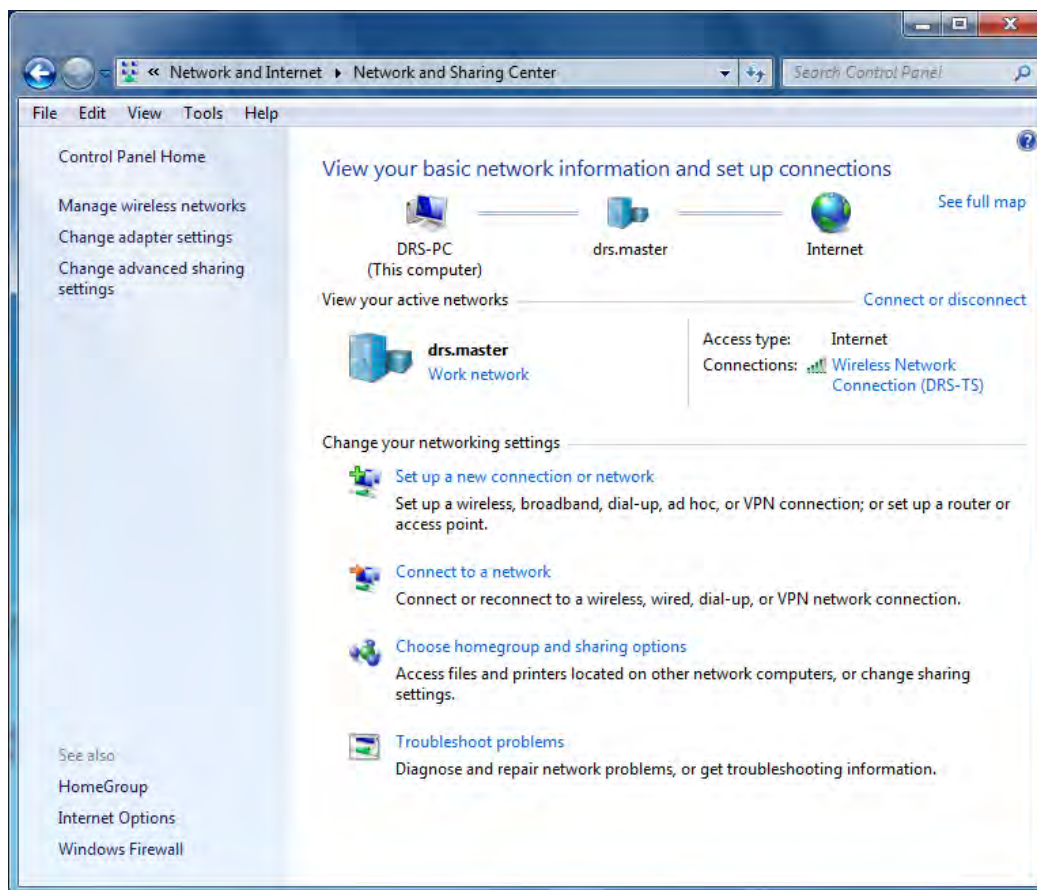 « Network and Internet ▸ Network and Sharing Center
Search Control Panel
File Edit View Tools Help
Control Panel Home
Manage wireless networks
Change adapter settings
Change advanced sharing
settings
See also
HomeGroup
Internet Options
Windows Firewall
View your basic network information and set up connections
See full map
DRS-PC
(This computer)
drs.master
Internet
View your active networks
Connect or disconnect
drs.master
Work network
Access type: Internet
Connections: Wireless Network
Connection (DRS-TS)
Change your networking settings
Set up a new connection or network
Set up a wireless, broadband, dial-up, ad hoc, or VPN connection; or set up a router or
access point.
Connect to a network
Connect or reconnect to a wireless, wired, dial-up, or VPN network connection.
Choose homegroup and sharing options
Access files and printers located on other network computers, or change sharing
settings.
Troubleshoot problems
Diagnose and repair network problems, or get troubleshooting information.